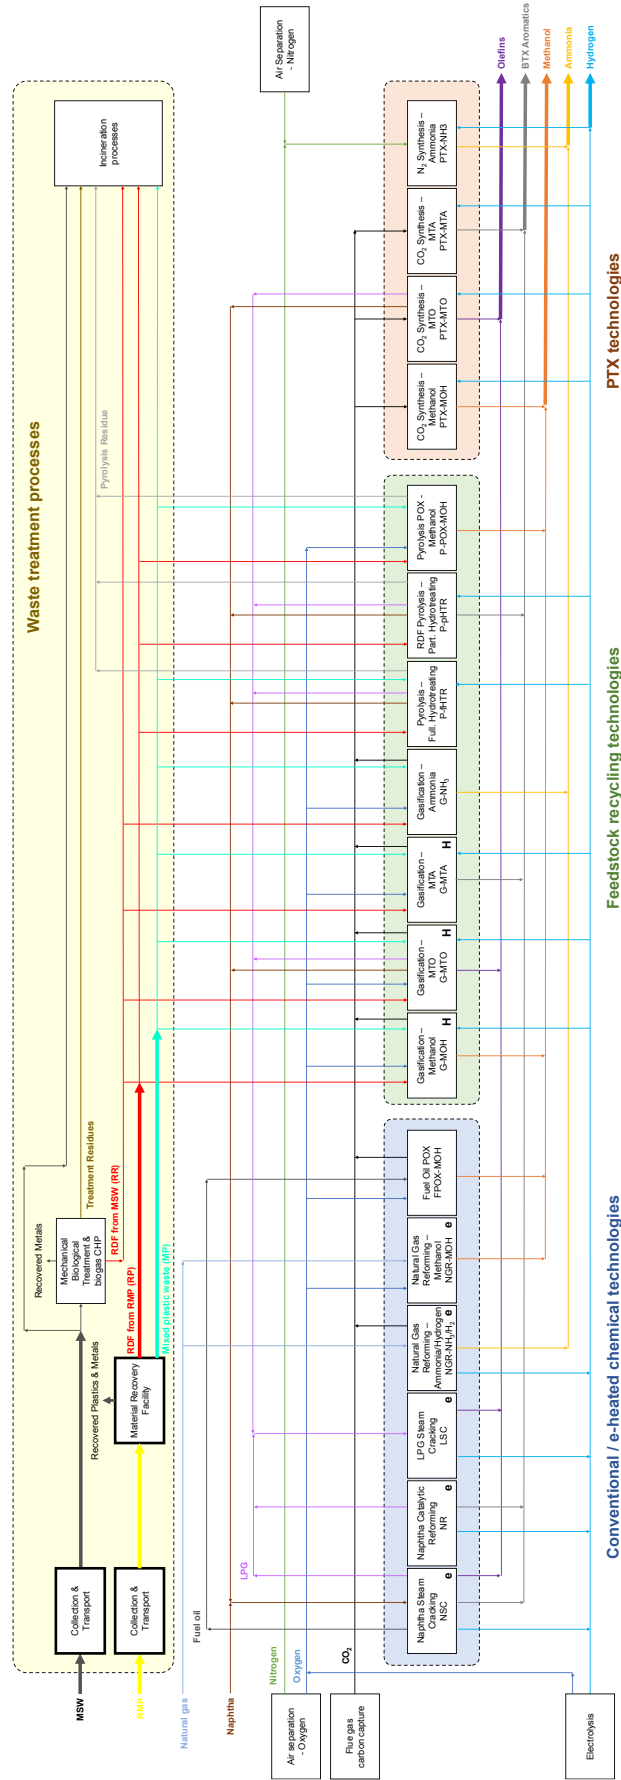 Waste treatment processes
MSW
RMP
Collection &
Transport
Collection &
Transport
Material Recovery
Facility
Recovered Plastics & Metals
Mechanical
Biological
Treatment &
biogas CHP
Recovered Metals
Treatment Residues
RDF from MSW (RR)
RDF from RMP (RP)
Mixed plastic waste (MP)
Pyrolysis Residue
Incineration
processes
Natural gas
Fuel oil
Naphtha
LPG
Nitrogen
Oxygen
CO2
Air separation
- Oxygen
Flue gas
carbon capture
Electrolysis
Air Separation
- Nitrogen
Naphtha Steam
Cracking
NSC
e
Naphtha Catalytic
Reforming
NR
e
LPG Steam
Cracking
LSC
e
Natural Gas
Reforming –
Ammonia/Hydrogen
NGR-NH3/H2
e
Natural Gas
Reforming –
Methanol
NGR-MOH
e
Fuel Oil POX
FPOX-MOH
Gasification –
Methanol
G-MOH
H
Gasification –
MTO
G-MTO
H
Gasification –
MTA
G-MTA
H
Gasification –
Ammonia
G-NH3
Pyrolysis –
Full. Hydrotreating
P-fHTR
RDF Pyrolysis –
Part. Hydrotreating
P-pHTR
Pyrolysis POX -
Methanol
P-POX-MOH
CO2 Synthesis –
Methanol
PTX-MOH
CO2 Synthesis –
MTO
PTX-MTO
CO2 Synthesis –
MTA
PTX-MTA
N2 Synthesis –
Ammonia
PTX-NH3
Olefins
BTX Aromatics
Methanol
Ammonia
Hydrogen
Conventional / e-heated chemical technologies
Feedstock recycling technologies
PTX technologies